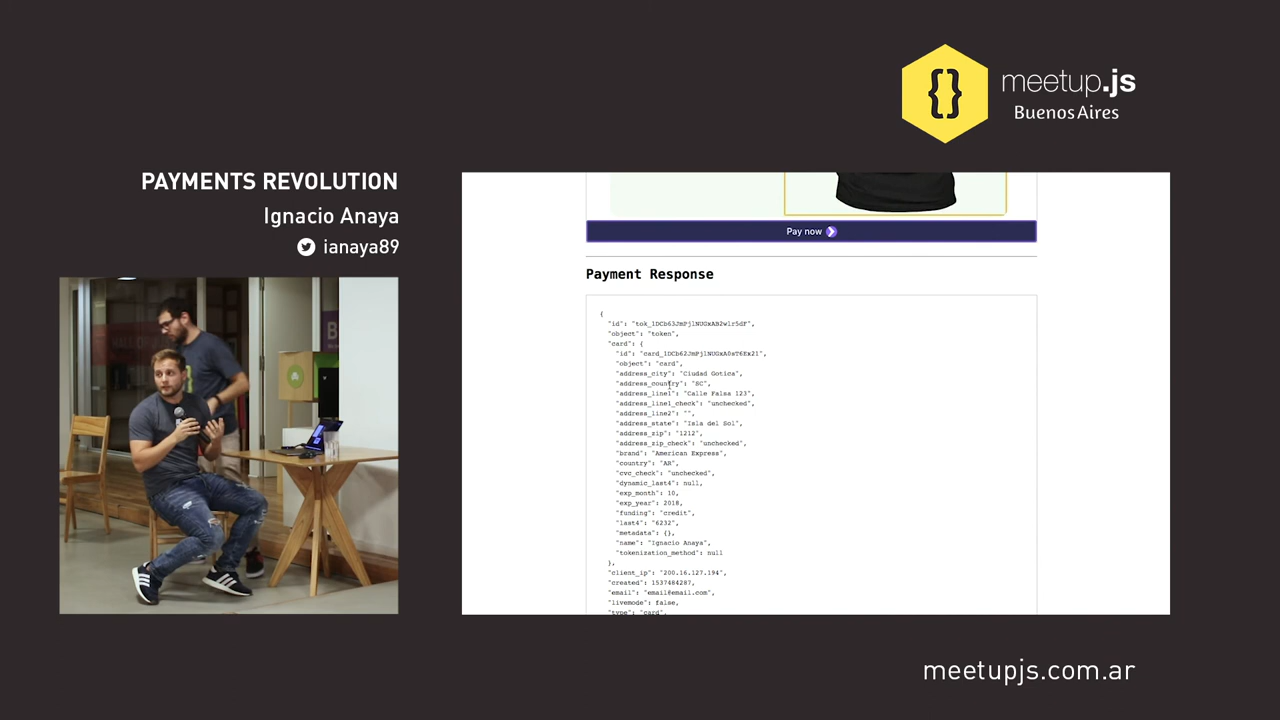 {}
meetup.js
Buenos Aires
PAYMENTS REVOLUTION
Ignacio Anaya
ianaya89
Pay now
Payment Response
{
"id": "tok_1DCb63JmPj1NUGxAB2wlr5dF",
"object": "token",
"card": {
"id": "card_1DCb62JmPj1NUGxA0sT6Ex21",
"object": "card",
"address_city": "Ciudad Gotica",
"address_country": "SC",
"address_line1": "Calle Falsa 123",
"address_line1_check": "unchecked",
"address_line2": "",
"address_state": "Isla del Sol",
"address_zip": "1212",
"address_zip_check": "unchecked",
"brand": "American Express",
"country": "AR",
"cvc_check": "unchecked",
"dynamic_last4": null,
"exp_month": 10,
"exp_year": 2018,
"funding": "credit",
"last4": "6232",
"metadata": {},
"name": "Ignacio Anaya",
"tokenization_method": null
},
"client_ip": "200.16.127.194",
"created": 1537484287,
"email": "email@email.com",
"livemode": false,
"type": "card",
meetupjs.com.ar